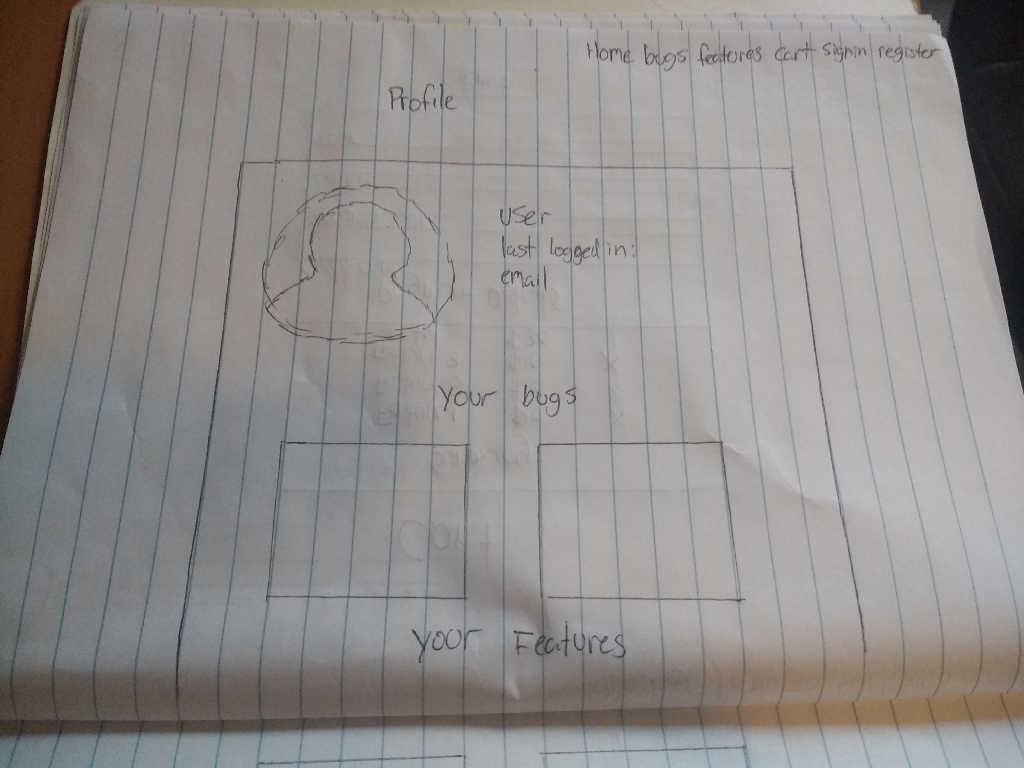 Home bugs features cart signin register
Profile
user
last logged in:
email
your bugs
your Features